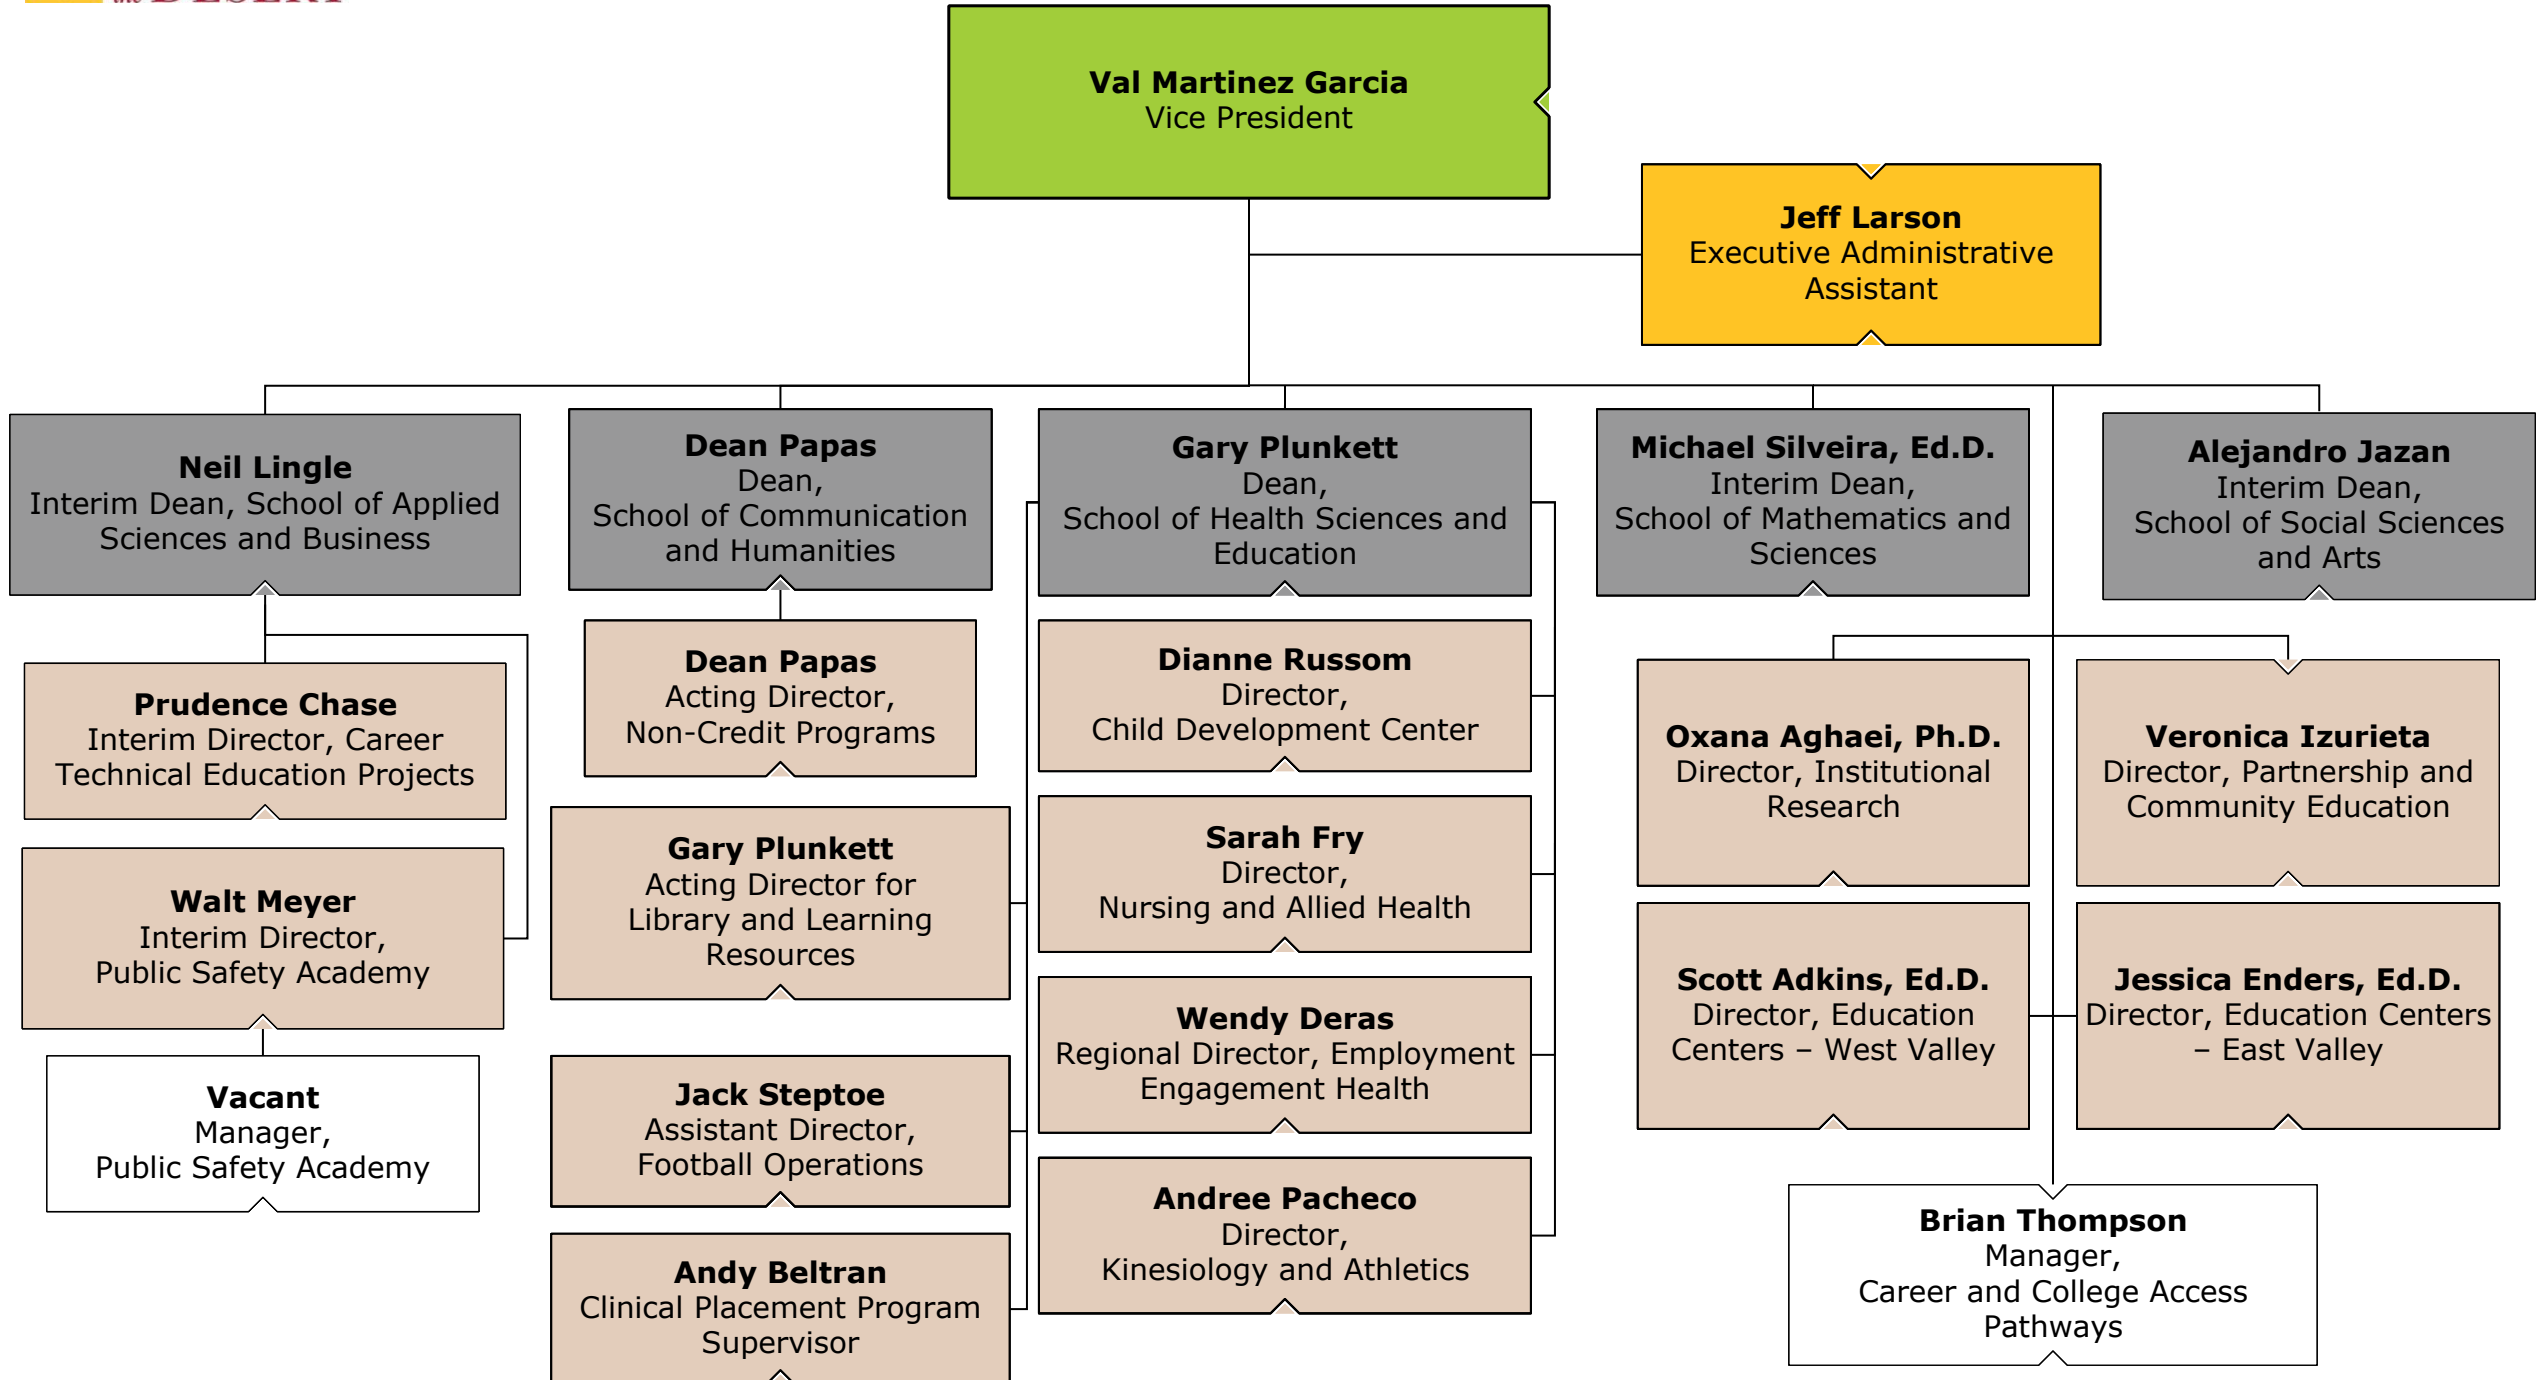 the DESERT
Val Martinez Garcia
Vice President
Jeff Larson
Executive Administrative
Assistant
Neil Lingle
Interim Dean, School of Applied
Sciences and Business
Dean Papas
Dean,
School of Communication
and Humanities
Gary Plunkett
Dean,
School of Health Sciences and
Education
Michael Silveira, Ed.D.
Interim Dean,
School of Mathematics and
Sciences
Alejandro Jazan
Interim Dean,
School of Social Sciences
and Arts
Prudence Chase
Interim Director, Career
Technical Education Projects
Walt Meyer
Interim Director,
Public Safety Academy
Vacant
Manager,
Public Safety Academy
Dean Papas
Acting Director,
Non-Credit Programs
Gary Plunkett
Acting Director for
Library and Learning
Resources
Jack Steptoe
Assistant Director,
Football Operations
Andy Beltran
Clinical Placement Program
Supervisor
Dianne Russom
Director,
Child Development Center
Sarah Fry
Director,
Nursing and Allied Health
Wendy Deras
Regional Director, Employment
Engagement Health
Andree Pacheco
Director,
Kinesiology and Athletics
Oxana Aghaei, Ph.D.
Director, Institutional
Research
Veronica Izurieta
Director, Partnership and
Community Education
Scott Adkins, Ed.D.
Director, Education
Centers – West Valley
Jessica Enders, Ed.D.
Director, Education Centers
– East Valley
Brian Thompson
Manager,
Career and College Access
Pathways